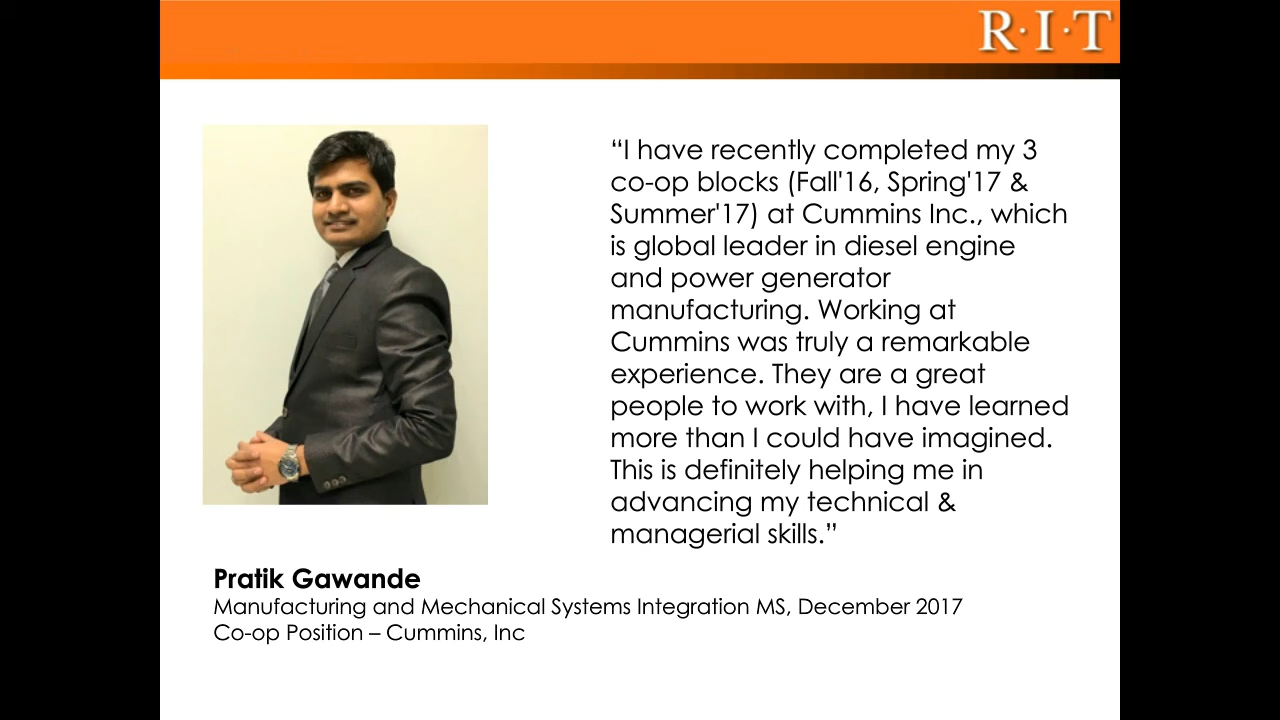 R·I·T
“I have recently completed my 3
co-op blocks (Fall'16, Spring'17 &
Summer'17) at Cummins Inc., which
is global leader in diesel engine
and power generator
manufacturing. Working at
Cummins was truly a remarkable
experience. They are a great
people to work with, I have learned
more than I could have imagined.
This is definitely helping me in
advancing my technical &
managerial skills.”
Pratik Gawande
Manufacturing and Mechanical Systems Integration MS, December 2017
Co-op Position – Cummins, Inc